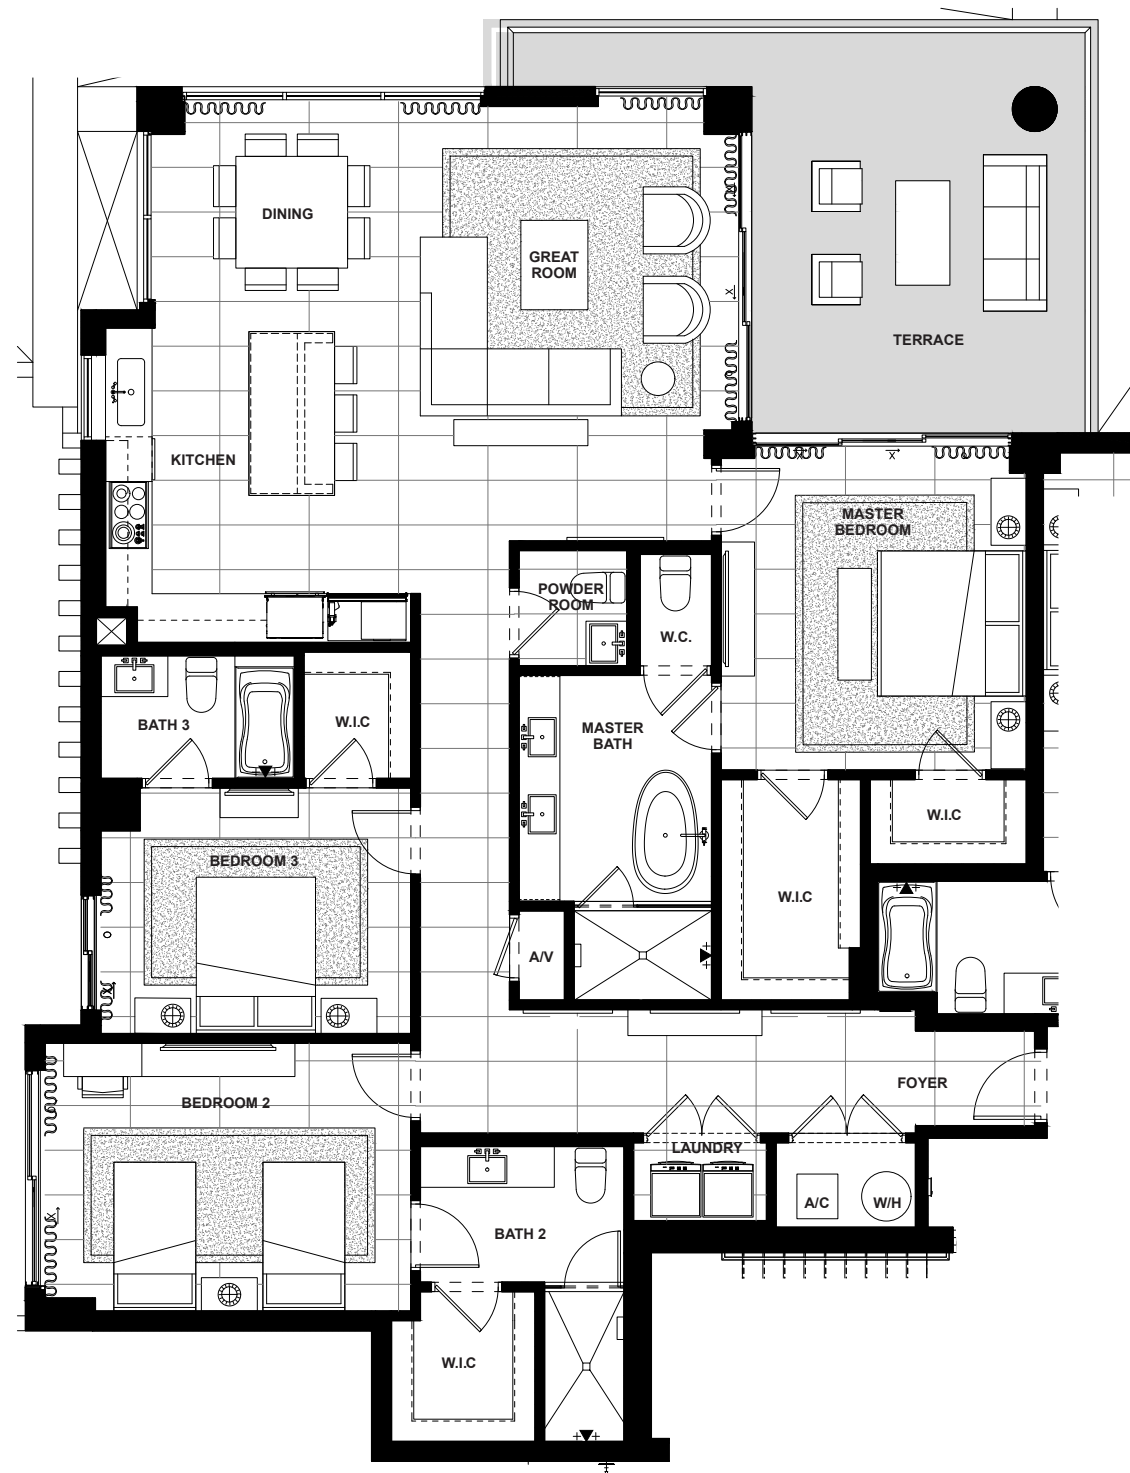 DINING
GREAT
ROOM
TERRACE
KITCHEN
MASTER
BEDROOM
POWDER
ROOM
W.C.
BATH 3
W.I.C
MASTER
BATH
W.I.C
BEDROOM 3
W.I.C
A/V
FOYER
BEDROOM 2
LAUNDRY
A/C
W/H
BATH 2
W.I.C